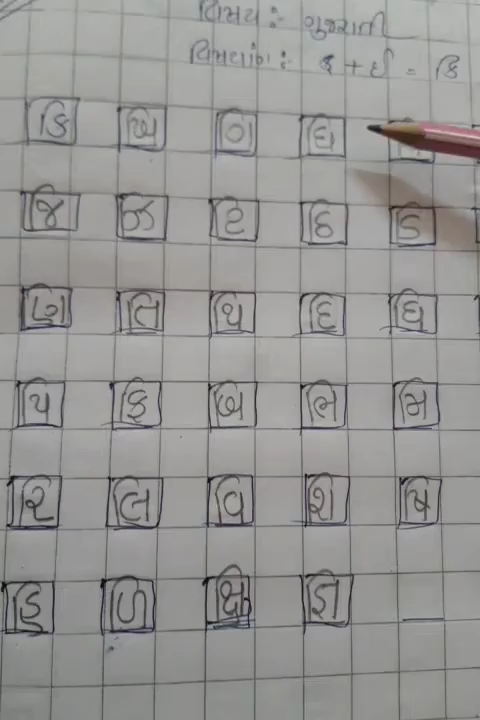 વિષય :- ગુજરાતી
વિષયાંગ :- ક + ઈ = કિ
કિ ખિ ગિ ઘિ
જિ ઝિ ટિ ઠિ ડિ
ણિ તિ થિ દિ ધિ
પિ ફિ બિ ભિ મિ
રિ લિ વિ શિ ષિ
હિ ળિ ક્ષિ જ્ઞિ